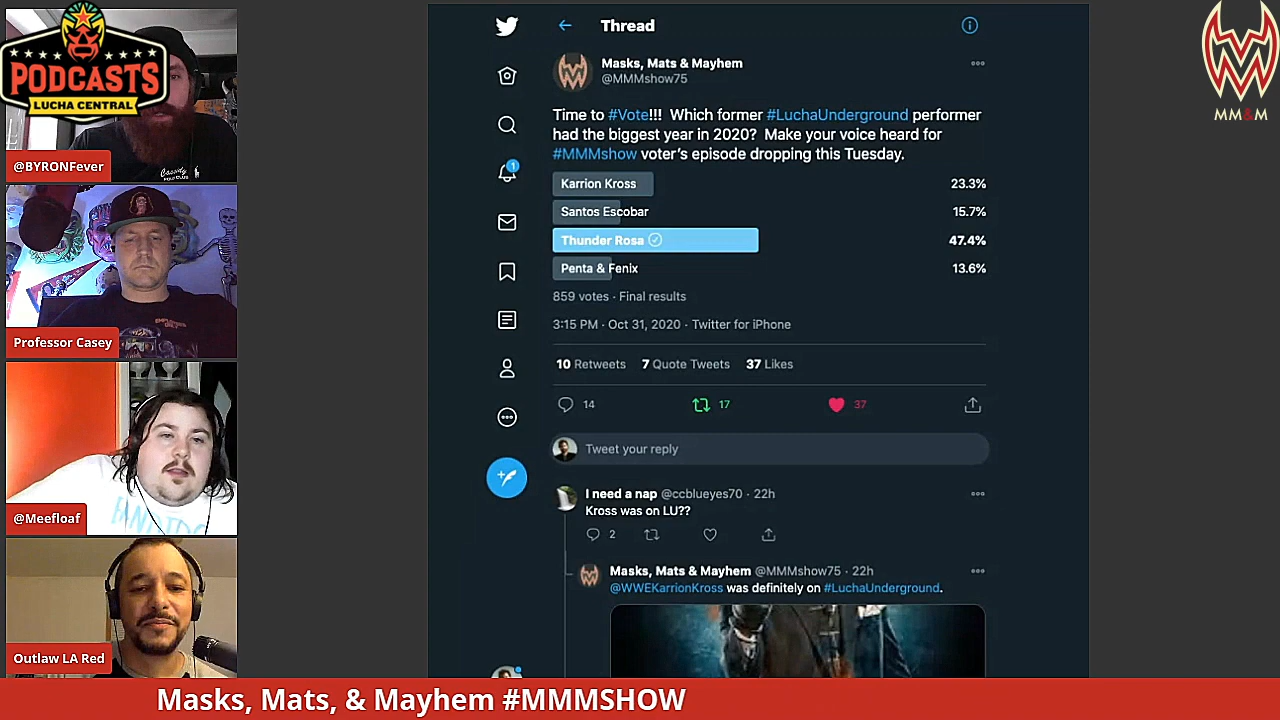 PODCASTS
LUCHA CENTRAL
@BYRONFever
Professor Casey
@Meefloaf
Outlaw LA Red
Thread
Masks, Mats & Mayhem
@MMMshow75
Time to #Vote!!! Which former #LuchaUnderground performer
had the biggest year in 2020? Make your voice heard for
#MMMshow voter's episode dropping this Tuesday.
Karrion Kross 23.3%
Santos Escobar 15.7%
Thunder Rosa 47.4%
Penta & Fenix 13.6%
859 votes · Final results
3:15 PM · Oct 31, 2020 · Twitter for iPhone
10 Retweets 7 Quote Tweets 37 Likes
14 17 37
Tweet your reply
I need a nap @ccblueyes70 · 22h
Kross was on LU??
2
Masks, Mats & Mayhem @MMMshow75 · 22h
@WWEKarrionKross was definitely on #LuchaUnderground.
1
MM&M
Masks, Mats, & Mayhem #MMMSHOW